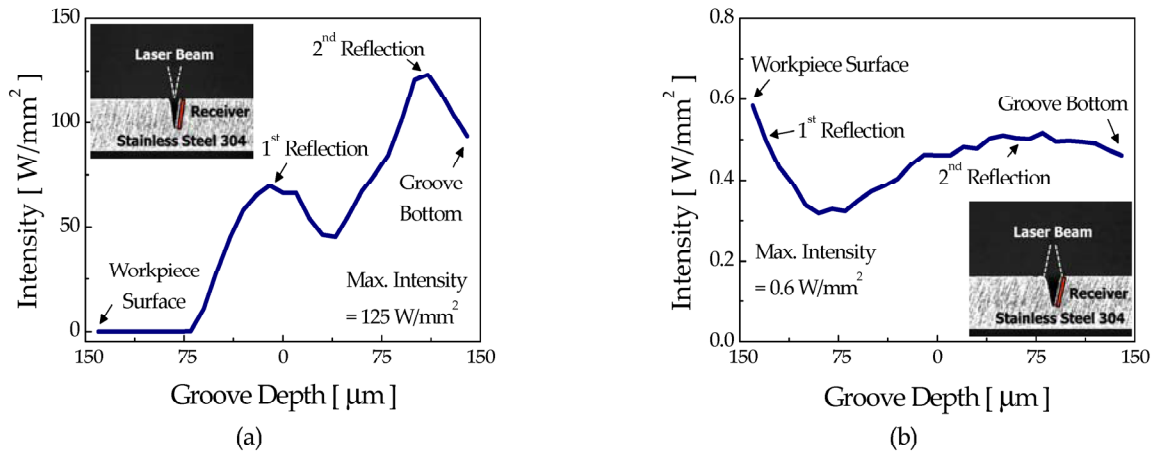 150
100
50
0
Intensity [ W/mm2 ]
Laser Beam
Receiver
Stainless Steel 304
2nd Reflection
1st Reflection
Groove
Bottom
Workpiece
Surface
Max. Intensity
= 125 W/mm2
150 75 0 75 150
Groove Depth [ μm ]
(a)
0.8
0.6
0.4
0.2
0.0
Intensity [ W/mm2 ]
Workpiece Surface
1st Reflection
Groove Bottom
2nd Reflection
Max. Intensity
= 0.6 W/mm2
Laser Beam
Receiver
Stainless Steel 304
150 75 0 75 150
Groove Depth [ μm ]
(b)